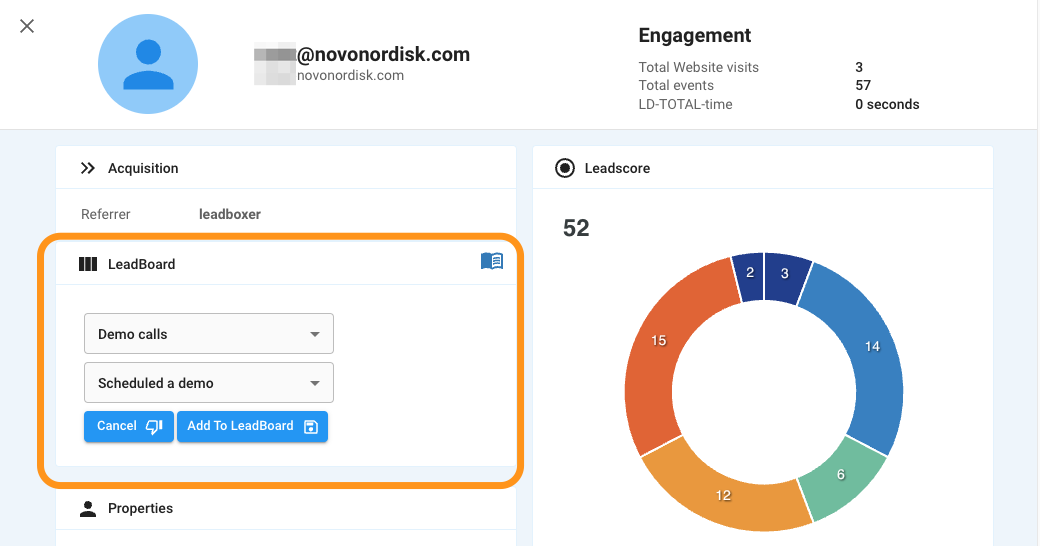 @novonordisk.com
novonordisk.com
Engagement
Total Website visits 3
Total events 57
LD-TOTAL-time 0 seconds
Acquisition
Referrer leadboxer
LeadBoard
Demo calls
Scheduled a demo
Cancel Add To LeadBoard
Properties
Leadscore
52
2 3
15 14
6
12